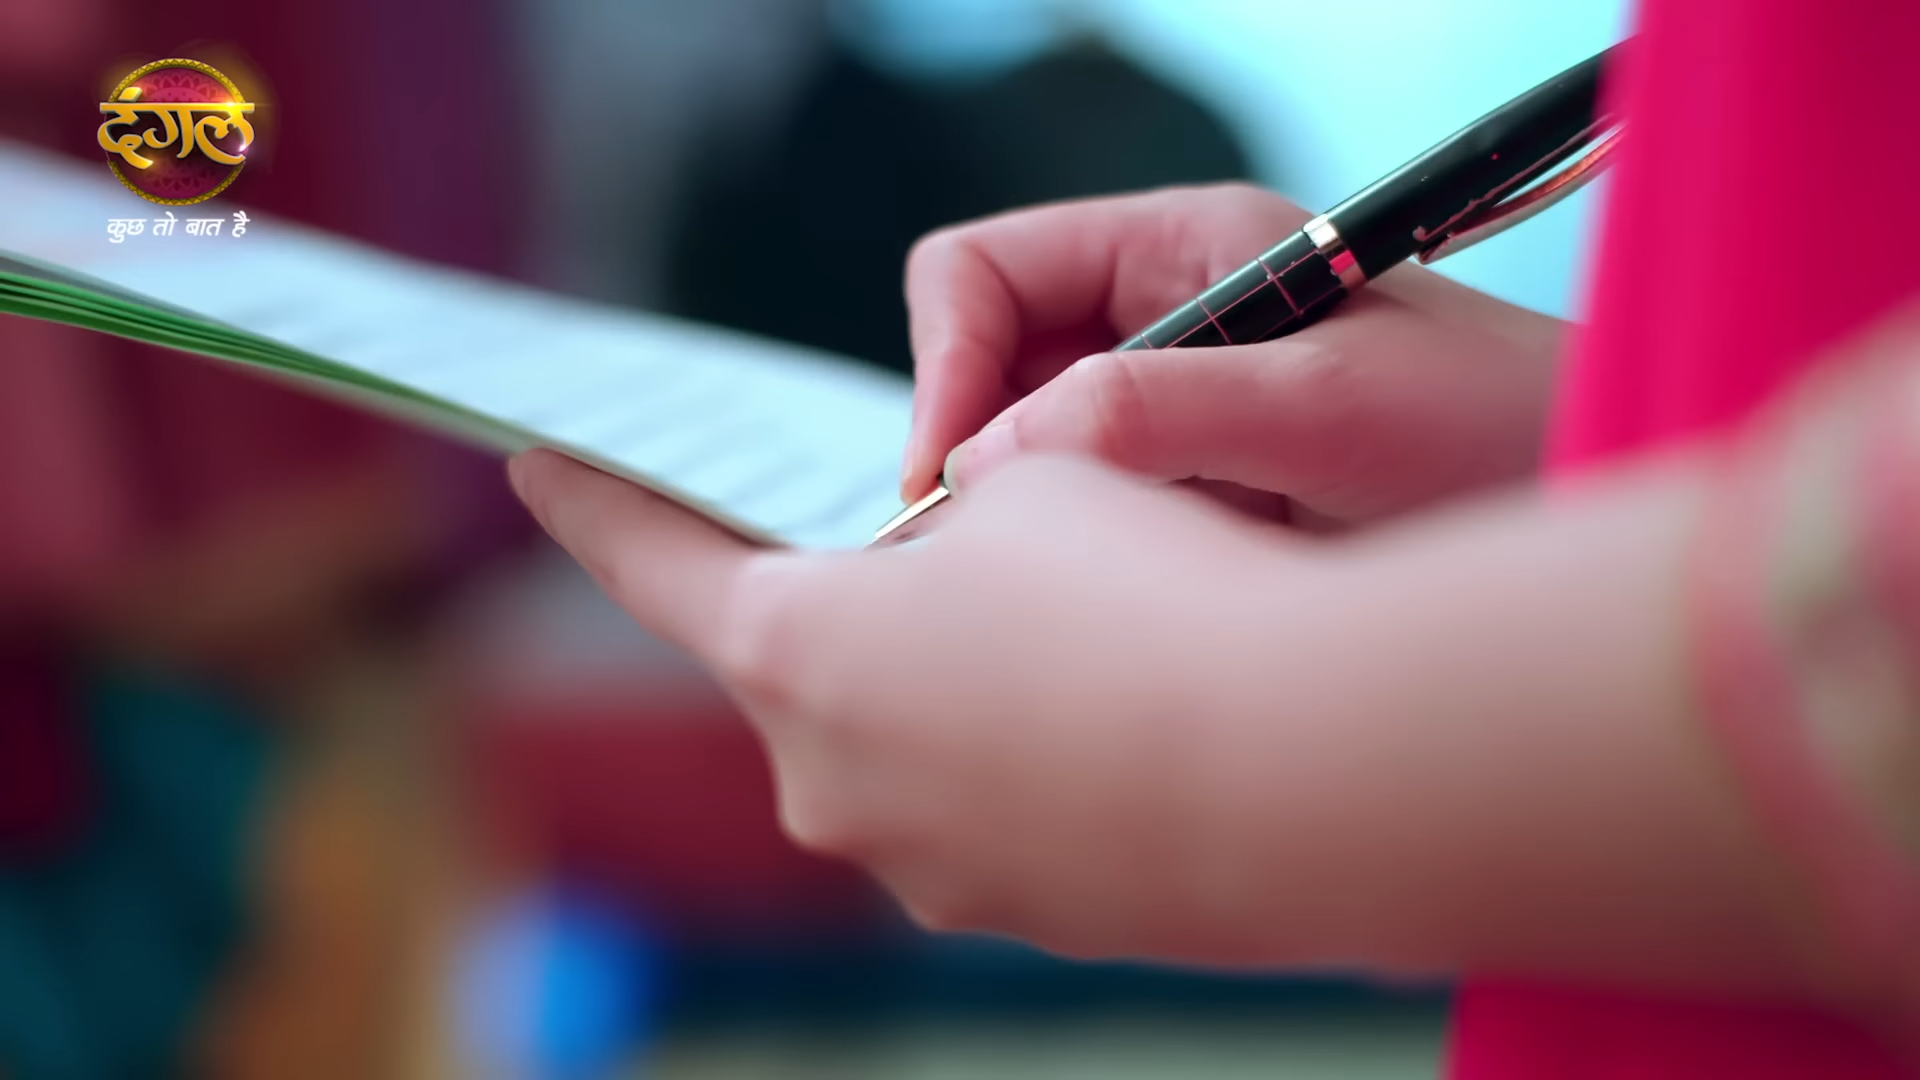 दंगल
कुछ तो बात है